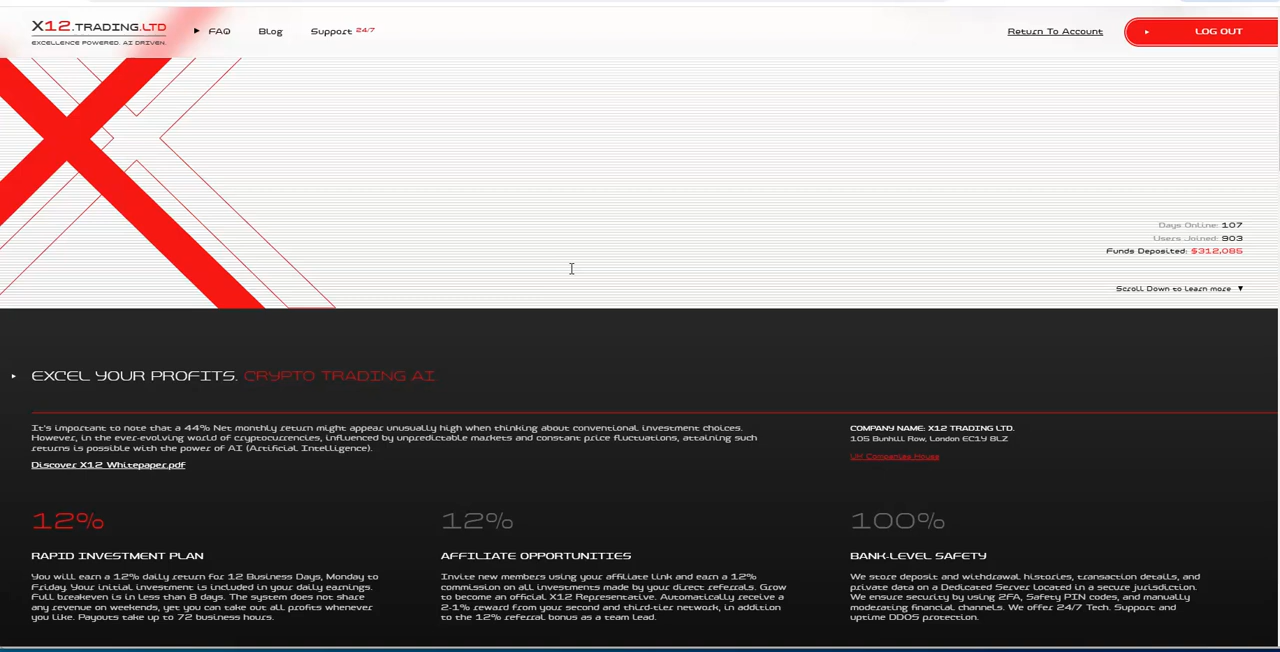 X12.TRADING.LTD
EXCELLENCE POWERED. AI DRIVEN.
FAQ
Blog
Support 24/7
Return To Account
LOG OUT
Days Online: 107
Users Joined: 903
Funds Deposited: $312,085
Scroll Down to Learn more
EXCEL YOUR PROFITS. CRYPTO TRADING AI
It's important to note that a 44% Net monthly return might appear unusually high when thinking about conventional investment choices.
However, in the ever-evolving world of cryptocurrencies, influenced by unpredictable markets and constant price fluctuations, attaining such
returns is possible with the power of AI (Artificial Intelligence).
Discover X12 Whitepaper.pdf
COMPANY NAME: X12 TRADING LTD.
105 Bunhill Row, London EC1Y 8LZ
UK Companies House
12%
RAPID INVESTMENT PLAN
You will earn a 12% daily return for 12 Business Days, Monday to
Friday. Your initial investment is included in your daily earnings.
Full breakeven is in less than 8 days. The system does not share
any revenue on weekends, yet you can take out all profits whenever
you like. Payouts take up to 72 business hours.
12%
AFFILIATE OPPORTUNITIES
Invite new members using your affiliate link and earn a 12%
commission on all investments made by your direct referrals. Grow
to become an official X12 Representative. Automatically receive a
2-1% reward from your second and third-tier network, in addition
to the 12% referral bonus as a team lead.
100%
BANK-LEVEL SAFETY
We store deposit and withdrawal histories, transaction details, and
private data on a Dedicated Server located in a secure jurisdiction.
We ensure security by using 2FA, Safety PIN codes, and manually
moderating financial channels. We offer 24/7 Tech. Support and
uptime DDOS protection.